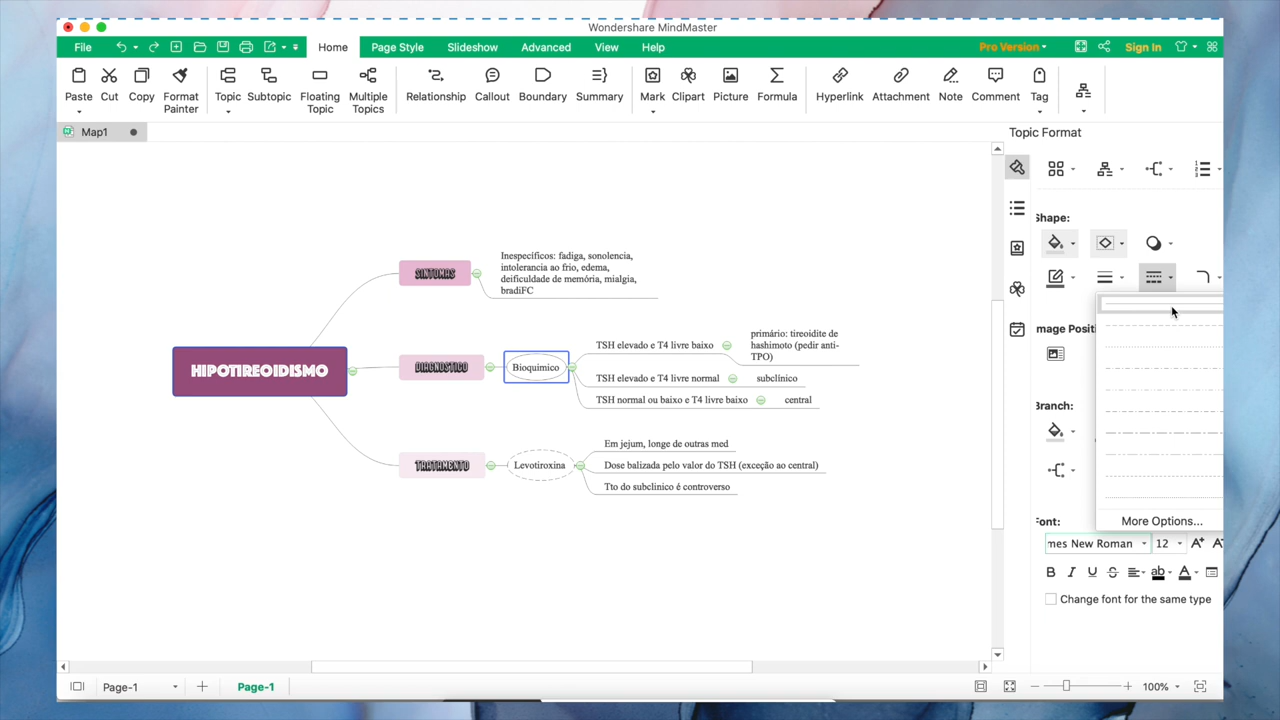 Wondershare MindMaster
File
Home
Page Style
Slideshow
Advanced
View
Help
Pro Version
Sign In
Paste
Cut
Copy
Format
Painter
Topic
Subtopic
Floating
Topic
Multiple
Topics
Relationship
Callout
Boundary
Summary
Mark
Clipart
Picture
Formula
Hyperlink
Attachment
Note
Comment
Tag
Map1
Topic Format
Shape:
mage Positi
Branch:
More Options...
Font:
mes New Roman
12
Change font for the same type
HIPOTIREOIDISMO
SINTOMAS
Inespecíficos: fadiga, sonolencia,
intolerancia ao frio, edema,
deificuldade de memória, mialgia,
bradiFC
DIAGNOSTICO
Bioquimico
TSH elevado e T4 livre baixo
primário: tireoidite de
hashimoto (pedir anti-
TPO)
TSH elevado e T4 livre normal
subclínico
TSH normal ou baixo e T4 livre baixo
central
TRATAMENTO
Levotiroxina
Em jejum, longe de outras med
Dose balizada pelo valor do TSH (exceção ao central)
Tto do subclinico é controverso
Page-1
Page-1
100%